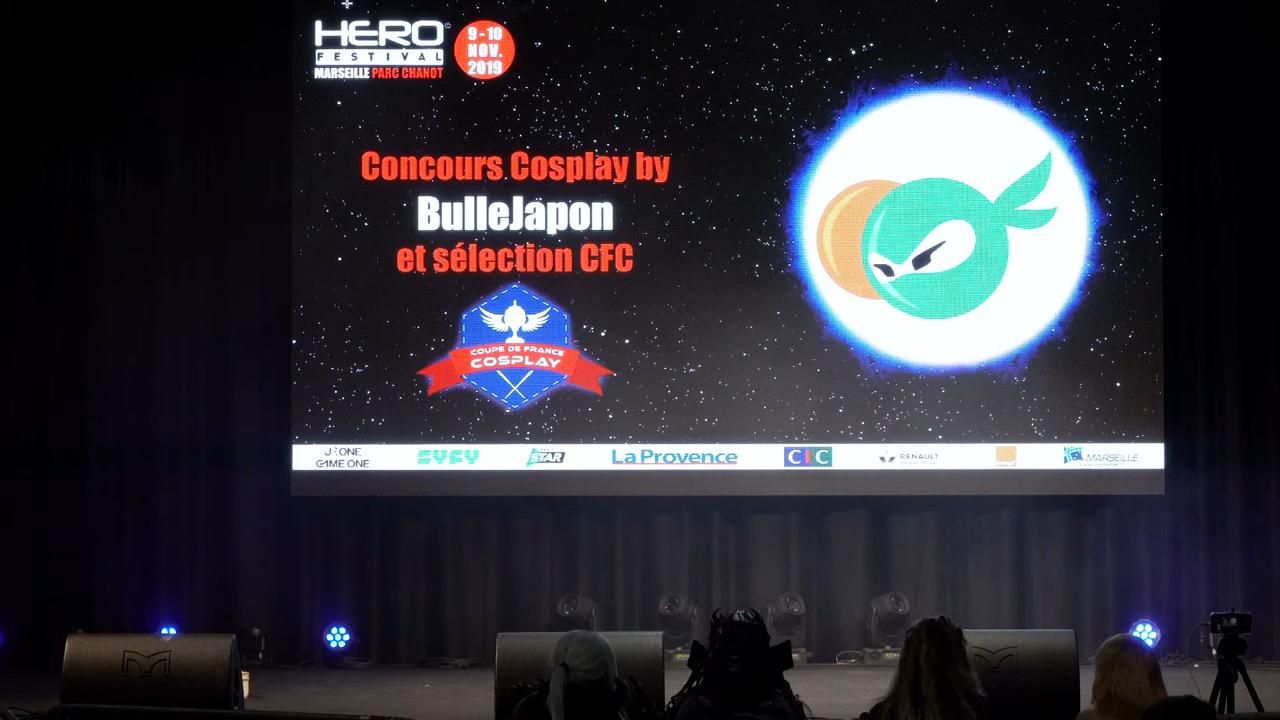 HERO
FESTIVAL
MARSEILLE PARC CHANOT
9-10
NOV.
2019
Concours Cosplay by
BulleJapon
et sélection CFC
COUPE DE FRANCE
COSPLAY
J:ONE
GAME ONE
SYFY
STAR
La Provence
CIC
RENAULT
MARSEILLE